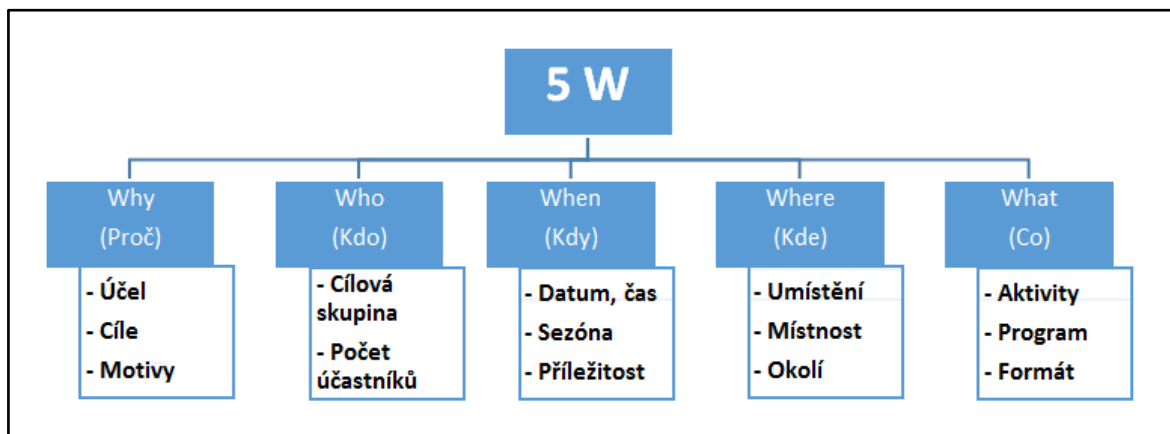 5 W
Why
(Proč)
- Účel
- Cíle
- Motivy
Who
(Kdo)
- Cílová
skupina
- Počet
účastníků
When
(Kdy)
- Datum, čas
- Sezóna
- Příležitost
Where
(Kde)
- Umístění
- Místnost
- Okolí
What
(Co)
- Aktivity
- Program
- Formát